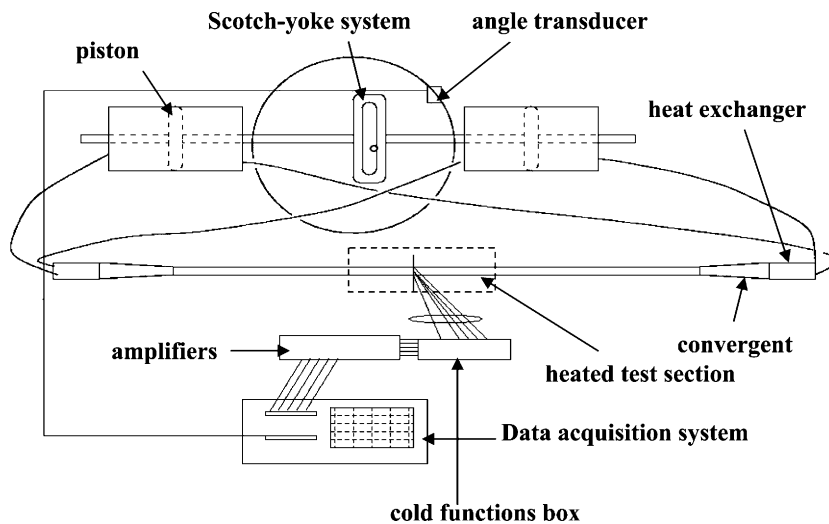 Scotch-yoke system
angle transducer
piston
heat exchanger
amplifiers
convergent
heated test section
Data acquisition system
cold functions box